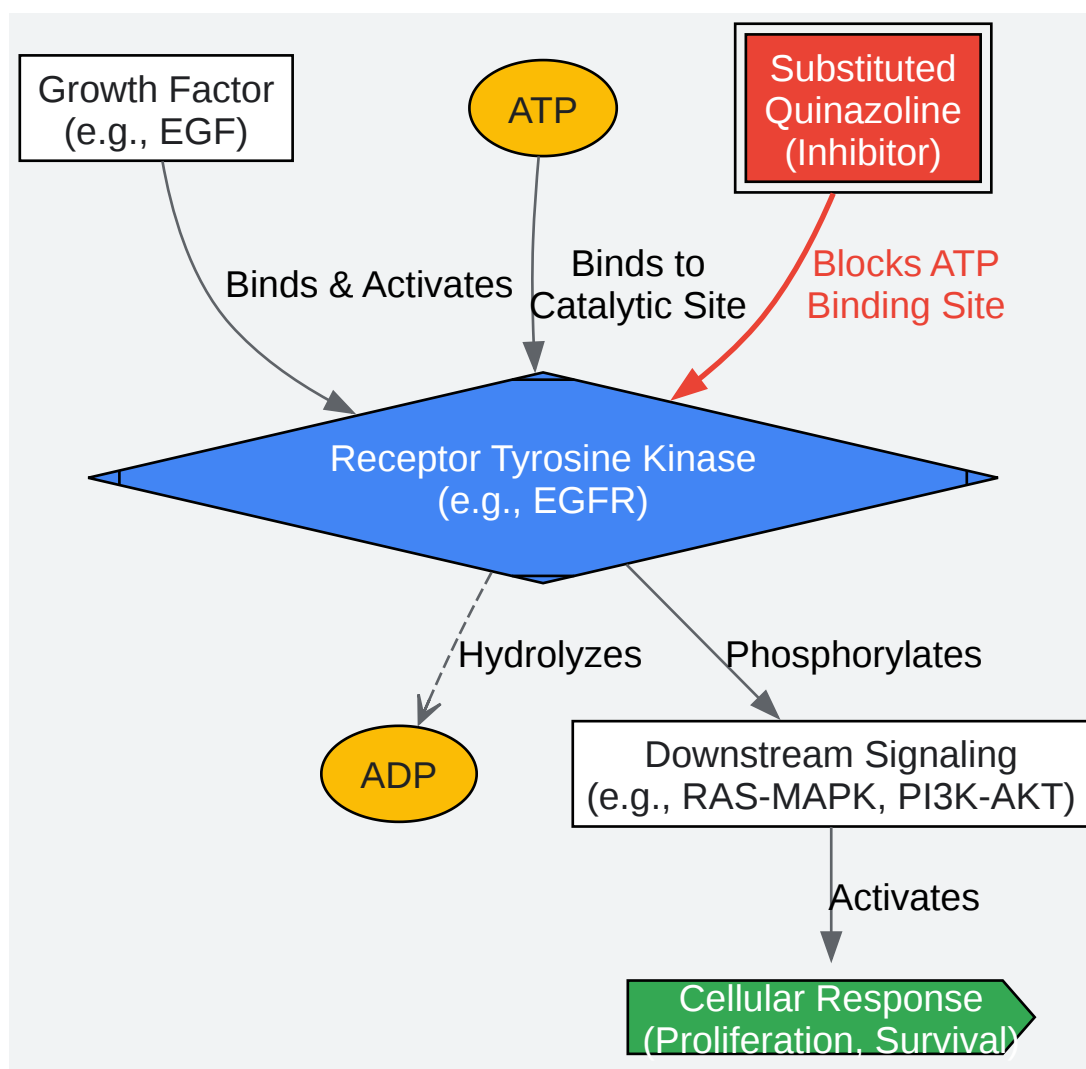 Growth Factor
(e.g., EGF)
ATP
Substituted
Quinazoline
(Inhibitor)
Binds & Activates
Binds to
Catalytic Site
Blocks ATP
Binding Site
Receptor Tyrosine Kinase
(e.g., EGFR)
Hydrolyzes
Phosphorylates
ADP
Downstream Signaling
(e.g., RAS-MAPK, PI3K-AKT)
Activates
Cellular Response
(Proliferation, Survival)